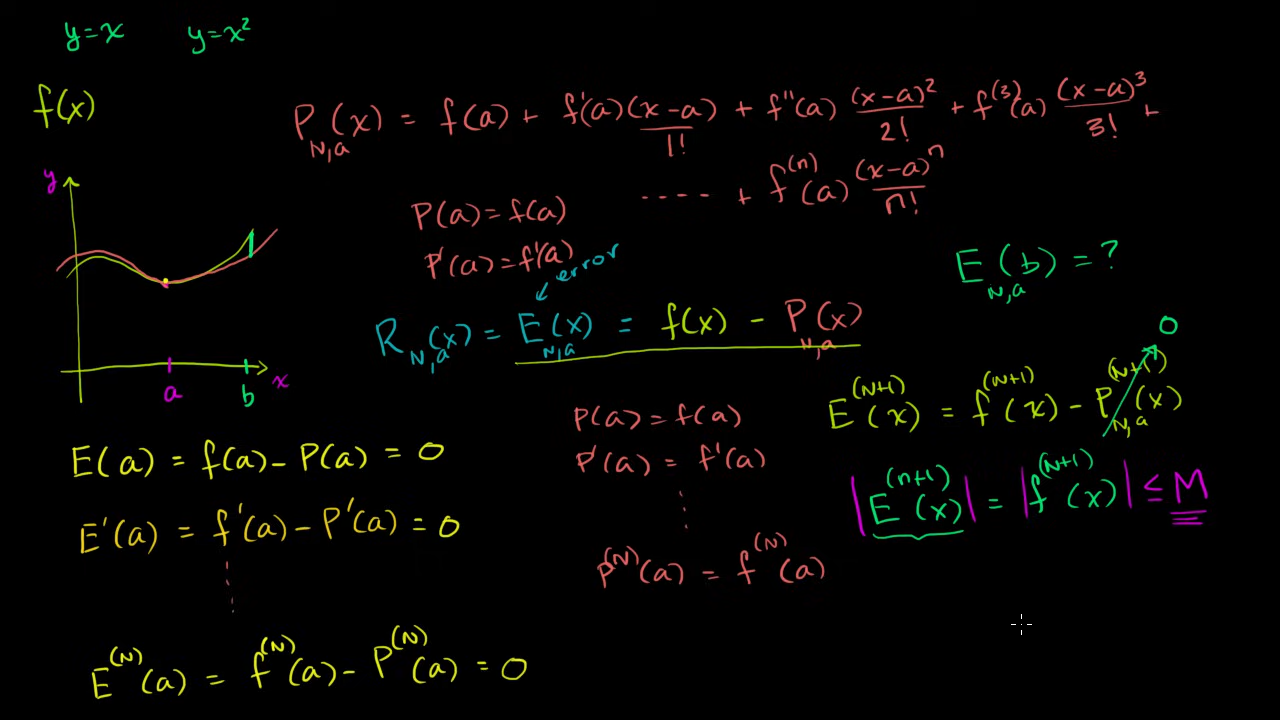 y=x y=x²
f(x)
P_{N,a}(x) = f(a) + f'(a)(x-a)/1! + f''(a) (x-a)²/2! + f^{(3)}(a) (x-a)³/3! +
..... + f^{(n)}(a) (x-a)^n/n!
P(a)=f(a)
P'(a)=f'(a)
error
E_{N,a}(b) = ?
R_{N,a}(x) = E_{N,a}(x) = f(x) - P_{N,a}(x)
y
x
a
b
0
E^{(N+1)}(x) = f^{(N+1)}(x) - P_{N,a}^{(N+1)}(x)
P(a) = f(a)
P'(a) = f'(a)
P^{(N)}(a) = f^{(N)}(a)
|E^{(n+1)}(x)| = |f^{(N+1)}(x)| ≤ M
E(a) = f(a) - P(a) = 0
E'(a) = f'(a) - P'(a) = 0
E^{(N)}(a) = f^{(N)}(a) - P^{(N)}(a) = 0